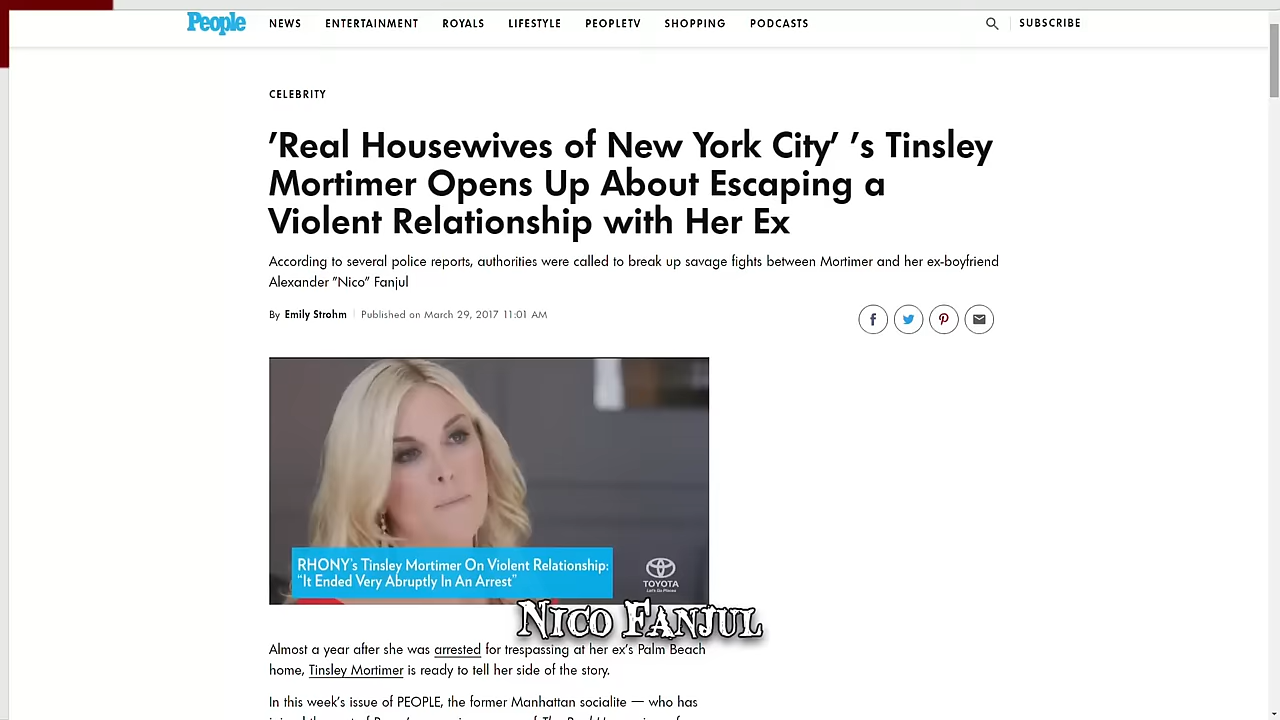 People NEWS ENTERTAINMENT ROYALS LIFESTYLE PEOPLETV SHOPPING PODCASTS SUBSCRIBE
CELEBRITY
’Real Housewives of New York City’ ’s Tinsley
Mortimer Opens Up About Escaping a
Violent Relationship with Her Ex
According to several police reports, authorities were called to break up savage fights between Mortimer and her ex-boyfriend
Alexander ”Nico” Fanjul
By Emily Strohm Published on March 29, 2017 11:01 AM
RHONY’s Tinsley Mortimer On Violent Relationship:
“It Ended Very Abruptly In An Arrest”
TOYOTA
Let's Go Places
NICO FANJUL
Almost a year after she was arrested for trespassing at her ex’s Palm Beach
home, Tinsley Mortimer is ready to tell her side of the story.
In this week’s issue of PEOPLE, the former Manhattan socialite — who has